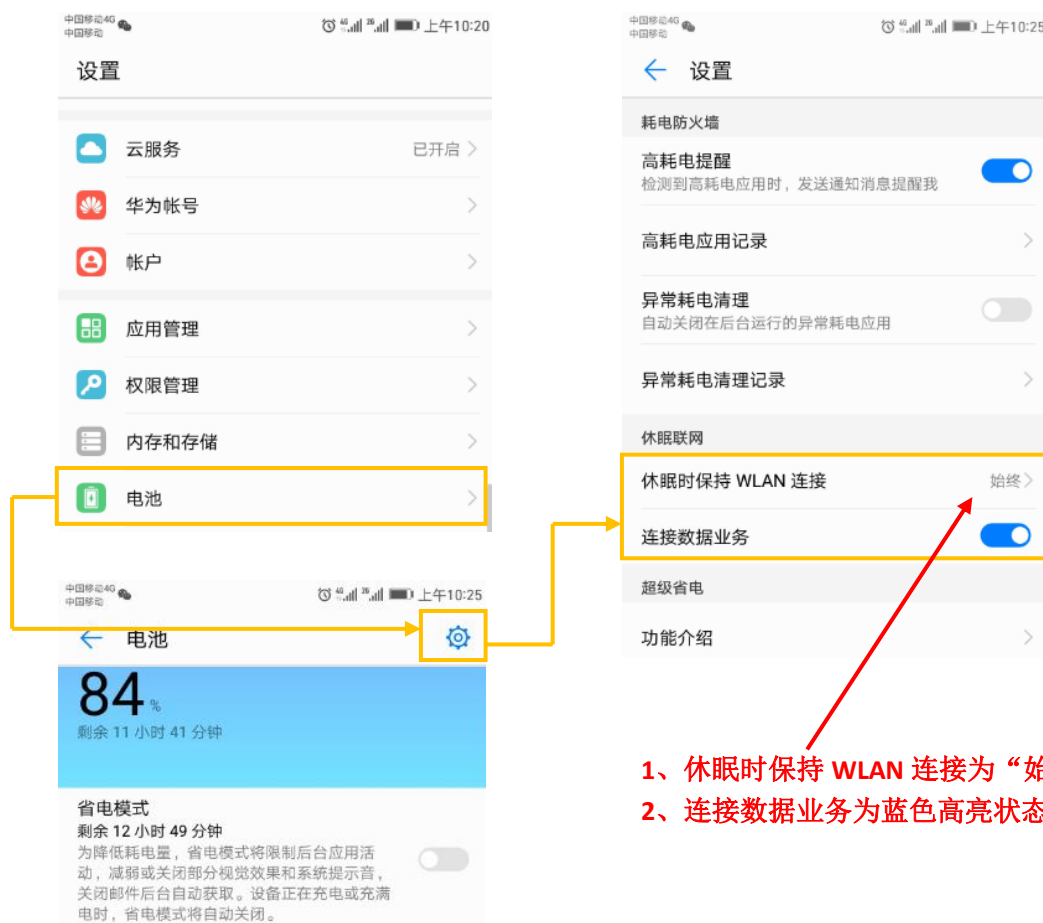 中国移动4G
中国移动
上午10:20
设置
云服务
已开启
华为帐号
帐户
应用管理
权限管理
内存和存储
电池
中国移动4G
中国移动
上午10:25
电池
84%
剩余 11 小时 41 分钟
省电模式
剩余 12 小时 49 分钟
为降低耗电量，省电模式将限制后台应用活
动，减弱或关闭部分视觉效果和系统提示音，
关闭邮件后台自动获取。设备正在充电或充满
电时，省电模式将自动关闭。
中国移动4G
中国移动
上午10:25
设置
耗电防火墙
高耗电提醒
检测到高耗电应用时，发送通知消息提醒我
高耗电应用记录
异常耗电清理
自动关闭在后台运行的异常耗电应用
异常耗电清理记录
休眠联网
休眠时保持 WLAN 连接
始终
连接数据业务
超级省电
功能介绍
1、休眠时保持 WLAN 连接为“始
2、连接数据业务为蓝色高亮状态